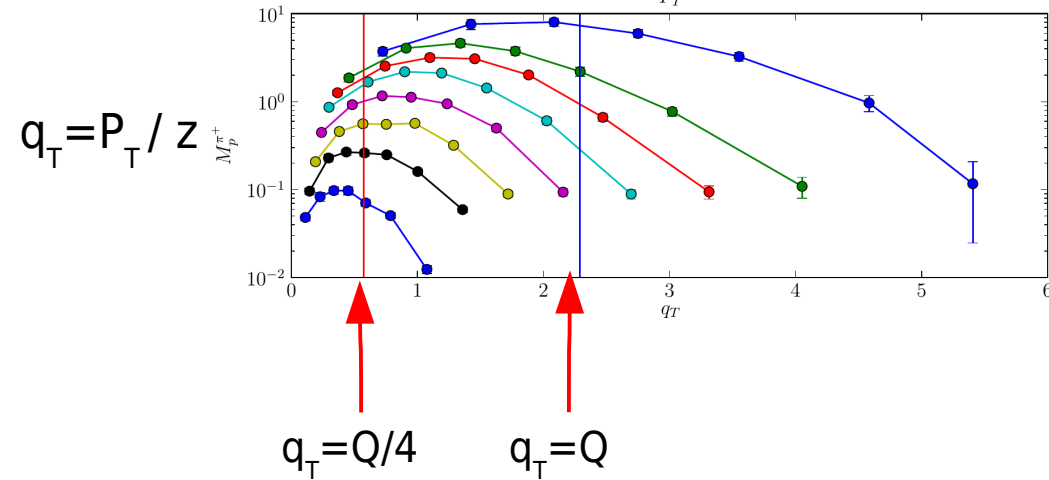 P_T
q_T=P_T/ z
M_p^{π^+}
10^1
10^0
10^{−1}
10^{−2}
0 1 2 3 4 5 6
q_T
q_T=Q/4 q_T=Q